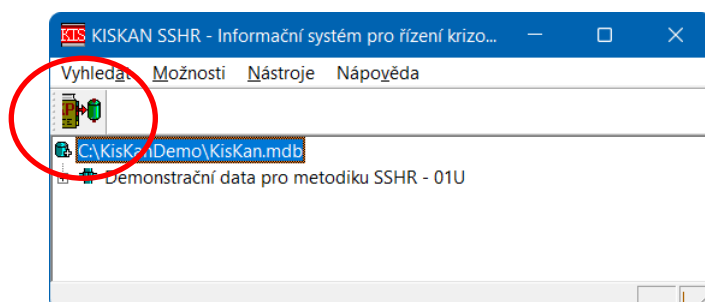 KIS KISKAN SSHR - Informační systém pro řízení krizo...
Vyhledat Možnosti Nástroje Nápověda
C:\KisKanDemo\KisKan.mdb
Demonstrační data pro metodiku SSHR - 01U